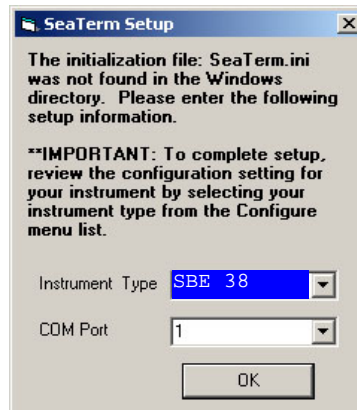 SeaTerm Setup
The initialization file: SeaTerm.ini
was not found in the Windows
directory. Please enter the following
setup information.
**IMPORTANT: To complete setup,
review the configuration setting for
your instrument by selecting your
instrument type from the Configure
menu list.
Instrument Type SBE 38
COM Port 1
OK